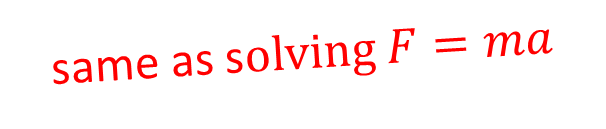 same as solving F = ma